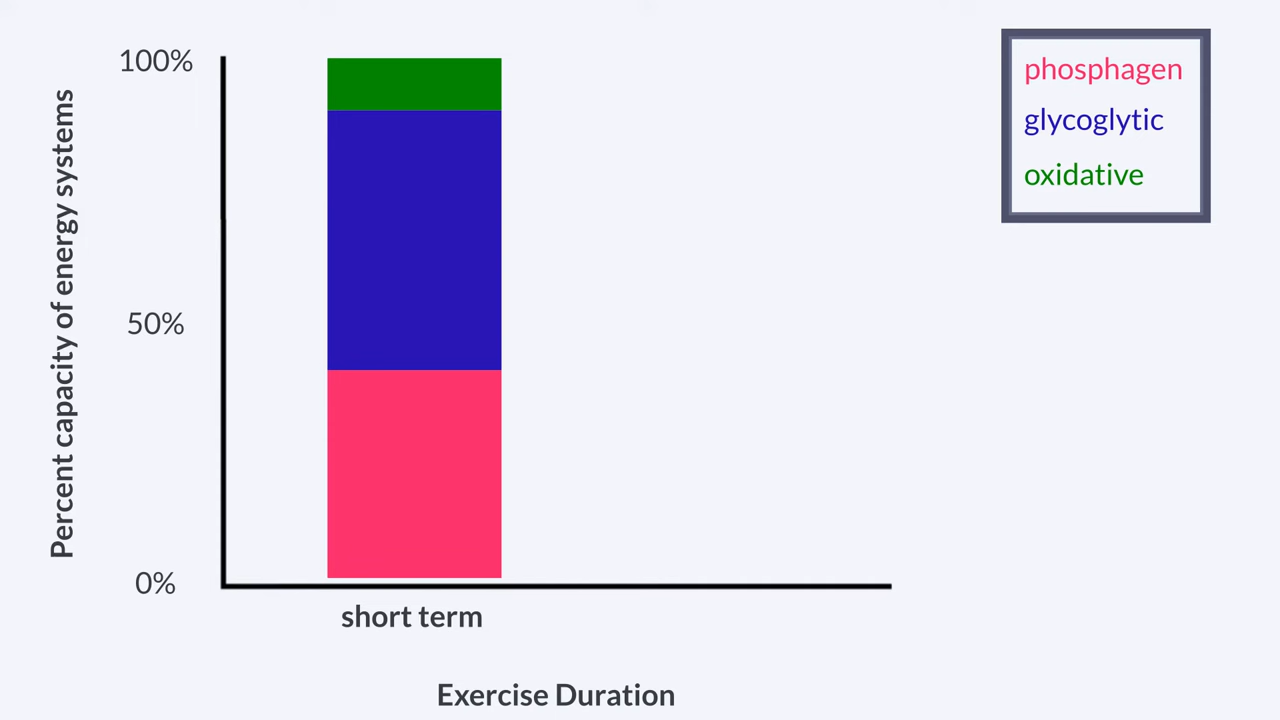 Percent capacity of energy systems
100%
50%
0%
short term
Exercise Duration
phosphagen
glycoglytic
oxidative